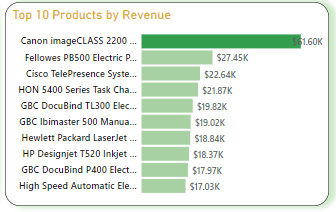 Top 10 Products by Revenue
Canon imageCLASS 2200 ... $61.60K
Fellowes PB500 Electric P... $27.45K
Cisco TelePresence Syste... $22.64K
HON 5400 Series Task Cha... $21.87K
GBC DocuBind TL300 Elec... $19.82K
GBC Ibimaster 500 Manua... $19.02K
Hewlett Packard LaserJet ... $18.84K
HP Designjet T520 Inkjet ... $18.37K
GBC DocuBind P400 Elect... $17.97K
High Speed Automatic Ele... $17.03K